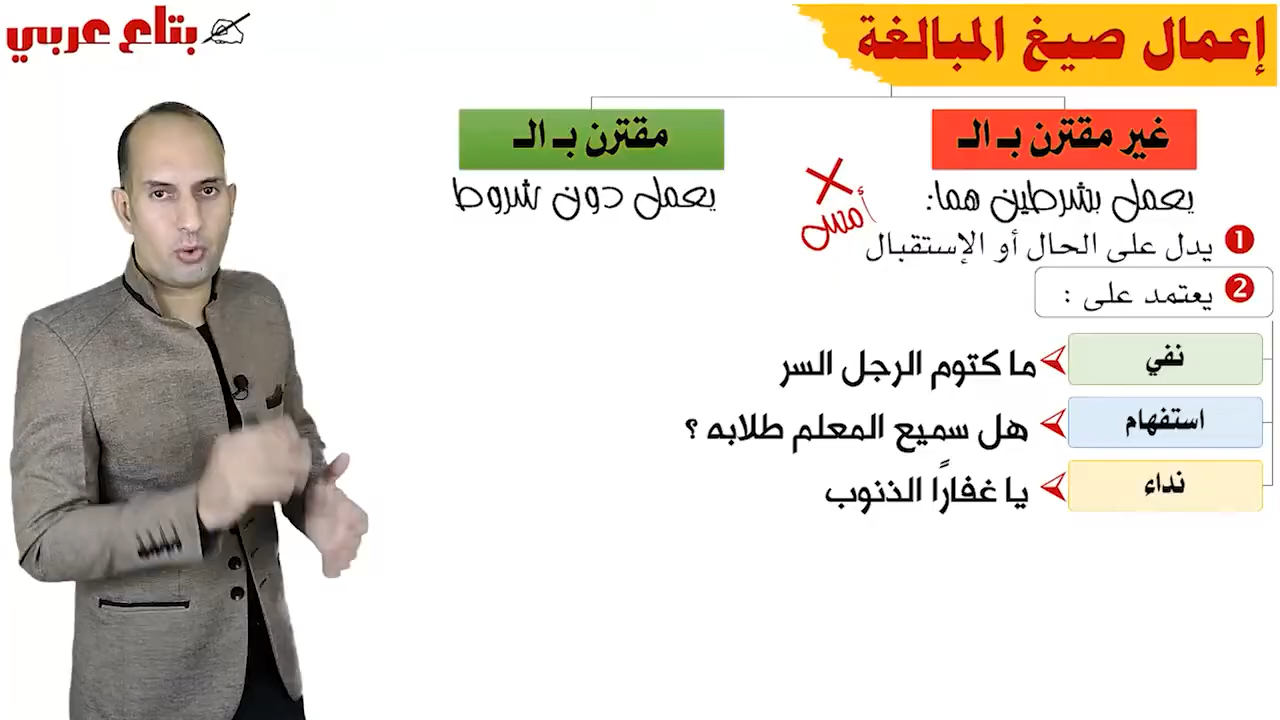 إعمال صيغ المبالغة
بتاع عربي
غير مقترن بـ الـ
مقترن بـ الـ
يعمل بشرطين هما:
يعمل دون شروط
أمس
1 يدل على الحال أو الإستقبال
2 يعتمد على :
نفي
ما كتوم الرجل السر
استفهام
هل سميع المعلم طلابه ؟
نداء
يا غفارًا الذنوب